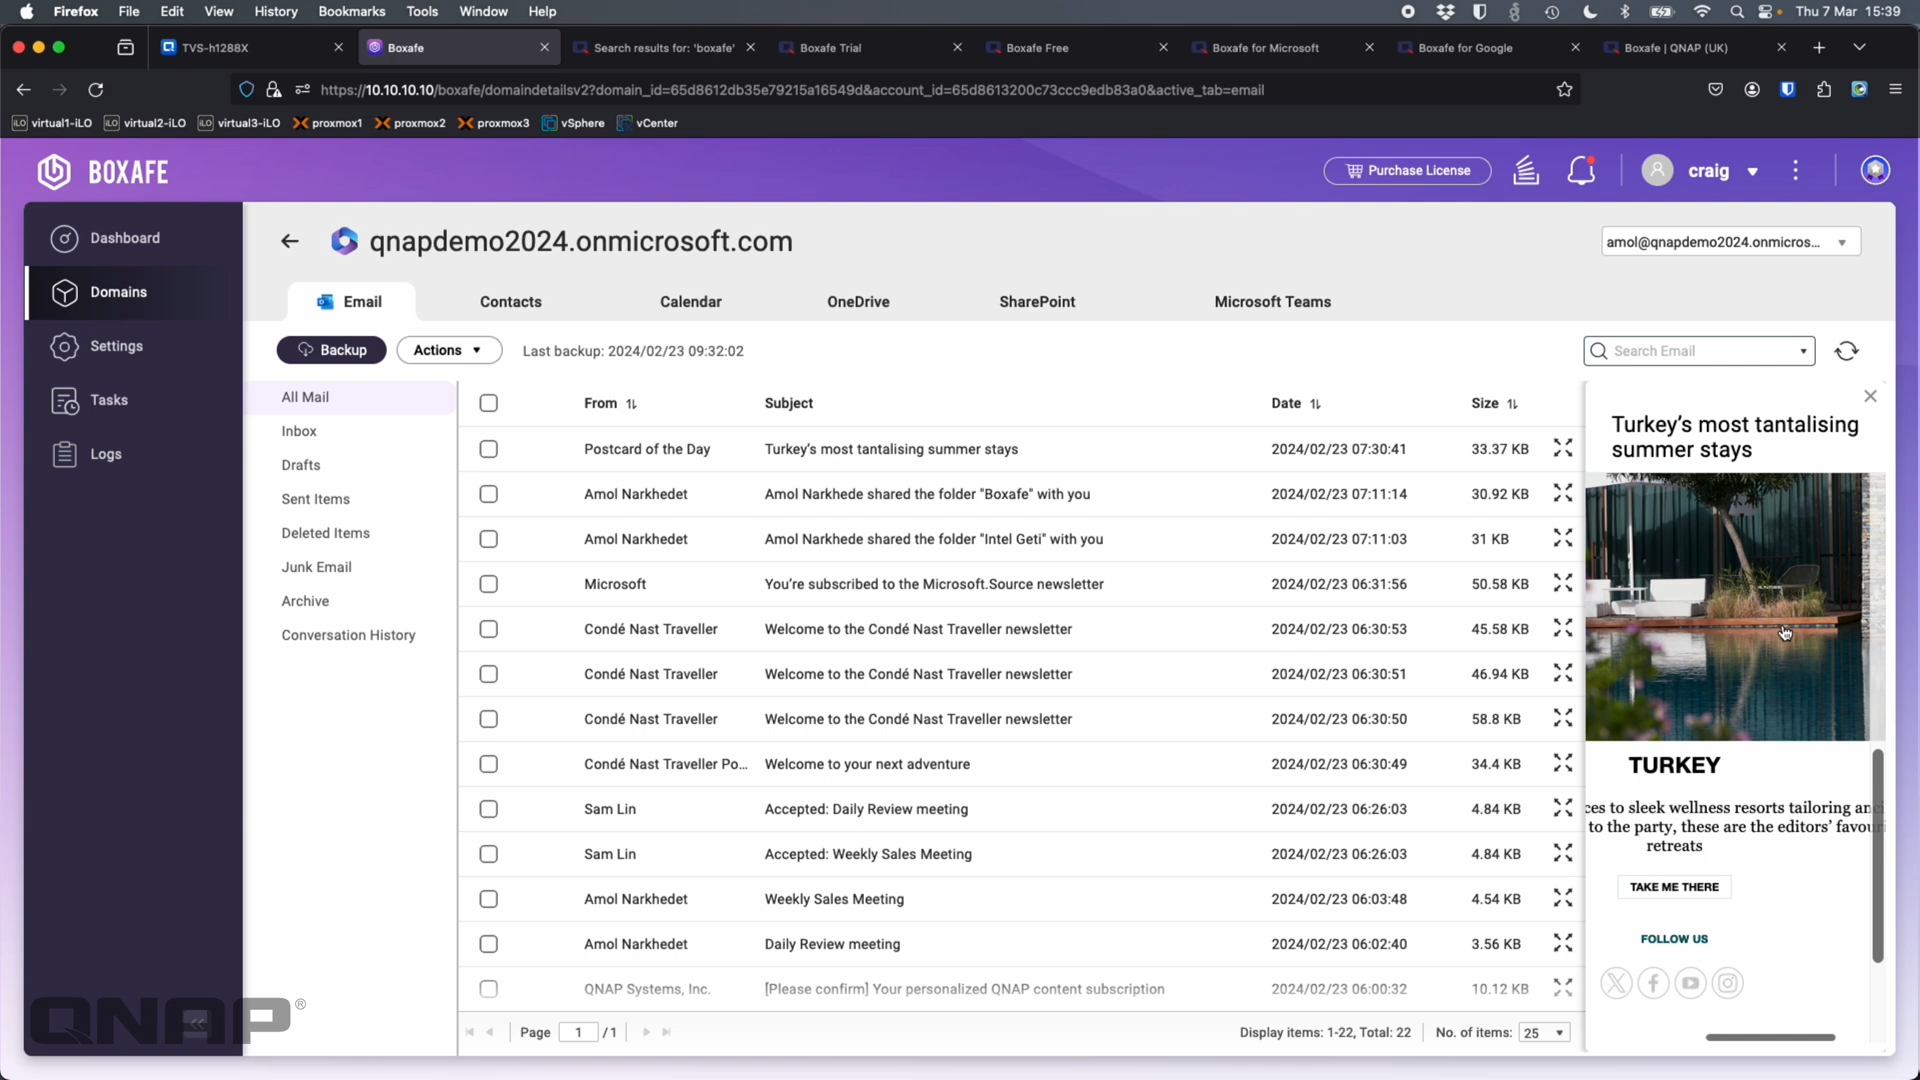 Firefox File Edit View History Bookmarks Tools Window Help Thu 7 Mar 15:39
TVS-h1288X Boxafe Search results for: 'boxafe' Boxafe Trial Boxafe Free Boxafe for Microsoft Boxafe for Google Boxafe | QNAP (UK)
https://10.10.10.10/boxafe/domaindetailsv2?domain_id=65d8612db35e79215a16549d&account_id=65d8613200c73ccc9edb83a0&active_tab=email
iLO virtual1-iLO iLO virtual2-iLO iLO virtual3-iLO proxmox1 proxmox2 proxmox3 vSphere vCenter
BOXAFE Purchase License craig
Dashboard
Domains
Settings
Tasks
Logs
qnapdemo2024.onmicrosoft.com amol@qnapdemo2024.onmicros...
Email Contacts Calendar OneDrive SharePoint Microsoft Teams
Backup Actions Last backup: 2024/02/23 09:32:02 Search Email
All Mail
Inbox
Drafts
Sent Items
Deleted Items
Junk Email
Archive
Conversation History
From Subject Date Size
Postcard of the Day Turkey's most tantalising summer stays 2024/02/23 07:30:41 33.37 KB
Amol Narkhedet Amol Narkhede shared the folder "Boxafe" with you 2024/02/23 07:11:14 30.92 KB
Amol Narkhedet Amol Narkhede shared the folder "Intel Geti" with you 2024/02/23 07:11:03 31 KB
Microsoft You're subscribed to the Microsoft.Source newsletter 2024/02/23 06:31:56 50.58 KB
Condé Nast Traveller Welcome to the Condé Nast Traveller newsletter 2024/02/23 06:30:53 45.58 KB
Condé Nast Traveller Welcome to the Condé Nast Traveller newsletter 2024/02/23 06:30:51 46.94 KB
Condé Nast Traveller Welcome to the Condé Nast Traveller newsletter 2024/02/23 06:30:50 58.8 KB
Condé Nast Traveller Po... Welcome to your next adventure 2024/02/23 06:30:49 34.4 KB
Sam Lin Accepted: Daily Review meeting 2024/02/23 06:26:03 4.84 KB
Sam Lin Accepted: Weekly Sales Meeting 2024/02/23 06:26:03 4.84 KB
Amol Narkhedet Weekly Sales Meeting 2024/02/23 06:03:48 4.54 KB
Amol Narkhedet Daily Review meeting 2024/02/23 06:02:40 3.56 KB
QNAP Systems, Inc. [Please confirm] Your personalized QNAP content subscription 2024/02/23 06:00:32 10.12 KB
Page 1 /1 Display items: 1-22, Total: 22 No. of items: 25
Turkey's most tantalising
summer stays
TURKEY
to sleek wellness resorts tailoring
to the party, these are the editors'
retreats
TAKE ME THERE
FOLLOW US
QNAP®